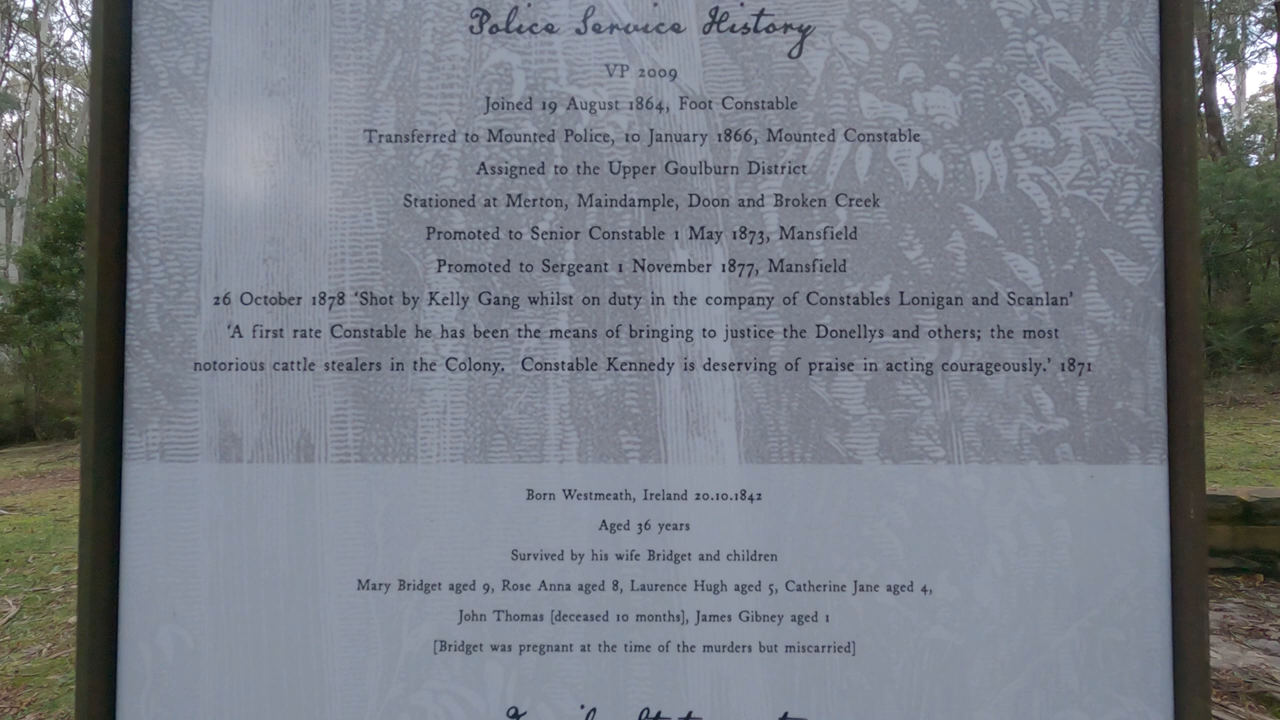 Police Service History
VP 2009
Joined 19 August 1864, Foot Constable
Transferred to Mounted Police, 10 January 1866, Mounted Constable
Assigned to the Upper Goulburn District
Stationed at Merton, Maindample, Doon and Broken Creek
Promoted to Senior Constable 1 May 1873, Mansfield
Promoted to Sergeant 1 November 1877, Mansfield
26 October 1878 ‘Shot by Kelly Gang whilst on duty in the company of Constables Lonigan and Scanlan’
‘A first rate Constable he has been the means of bringing to justice the Donellys and others; the most
notorious cattle stealers in the Colony. Constable Kennedy is deserving of praise in acting courageously.’ 1871
Born Westmeath, Ireland 20.10.1842
Aged 36 years
Survived by his wife Bridget and children
Mary Bridget aged 9, Rose Anna aged 8, Laurence Hugh aged 5, Catherine Jane aged 4,
John Thomas [deceased 10 months], James Gibney aged 1
[Bridget was pregnant at the time of the murders but miscarried]